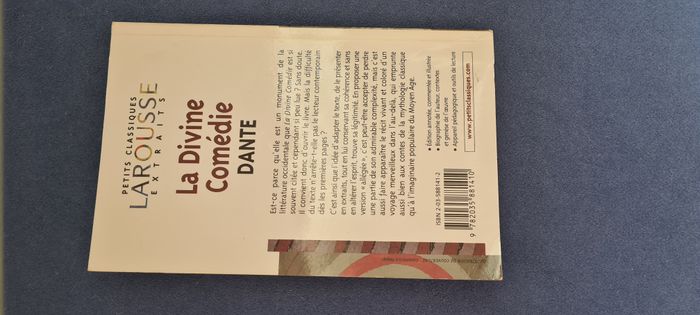 PETITS CLASSIQUES
LAROUSSE
EXTRAITS
La Divine
Comédie
DANTE
Est-ce parce qu'elle est un monument de la
littérature occidentale que La Divine Comédie est si
souvent citée et cependant si peu lue ? Sans doute.
Il convient donc d'ouvrir le livre. Mais la difficulté
du texte n'arrête-t-elle pas le lecteur contemporain
dès les premières pages ?
C'est ainsi que l'idée d'adapter le texte, de le présenter
en extraits, tout en lui conservant sa cohérence et sans
en altérer l'esprit, trouve sa légitimité. En proposer une
version « allégée », c'est peut-être accepter de perdre
une partie de son admirable complexité, mais c'est
aussi faire apparaître le récit vivant et coloré d'un
voyage merveilleux dans l'au-delà, qui emprunte
aussi bien aux contes de la mythologie classique
qu'à l'imaginaire populaire du Moyen Âge.
• Édition annotée, commentée et illustrée
• Biographie de l'auteur, contextes
et genèse de l'œuvre
• Appareil pédagogique et outils de lecture
www.petitsclassiques.com
ISBN 2-03-588141-2
9 782035 881410